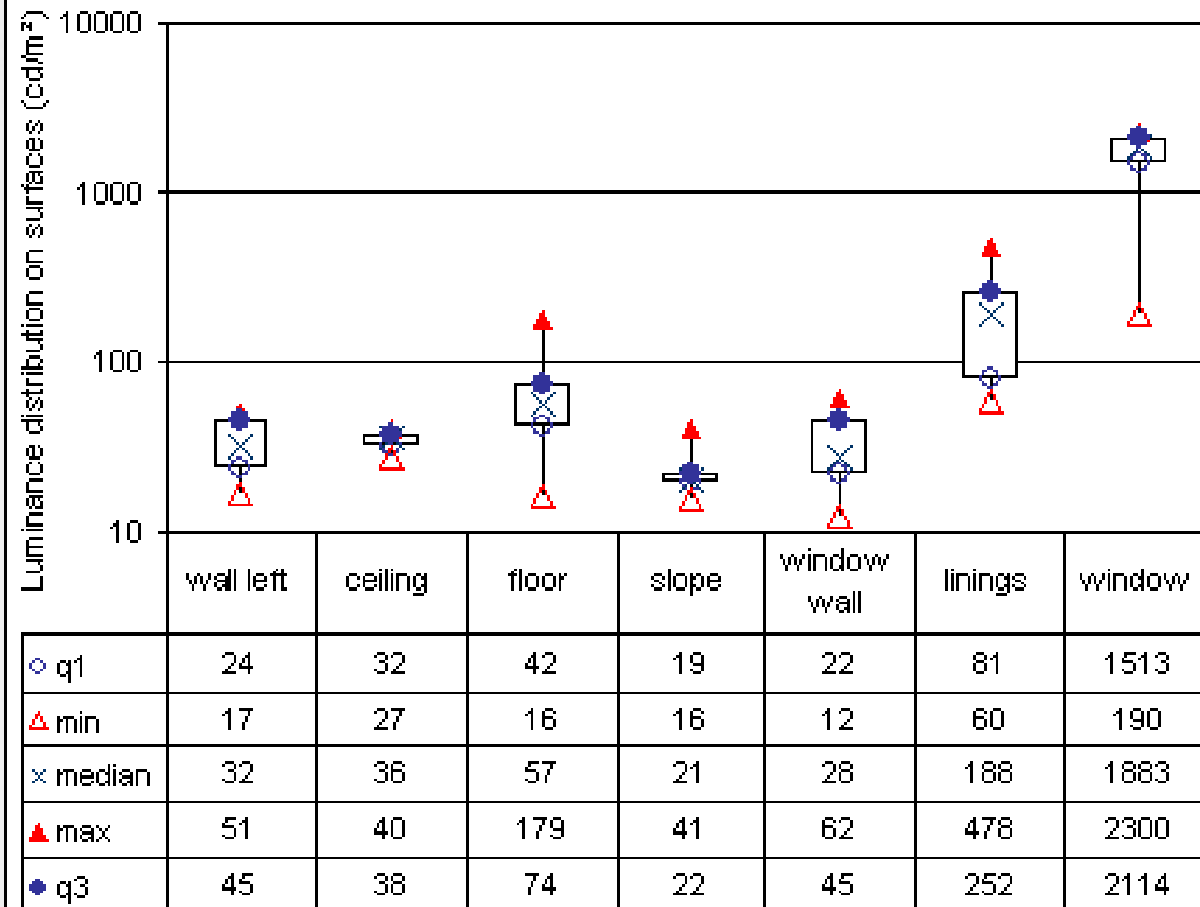 Luminance distribution on surfaces (cd/m²)
10000
1000
100
10
wall left ceiling floor slope window wall linings window
q1 24 32 42 19 22 81 1513
min 17 27 16 16 12 60 190
median 32 36 57 21 28 188 1883
max 51 40 179 41 62 478 2300
q3 45 38 74 22 45 252 2114